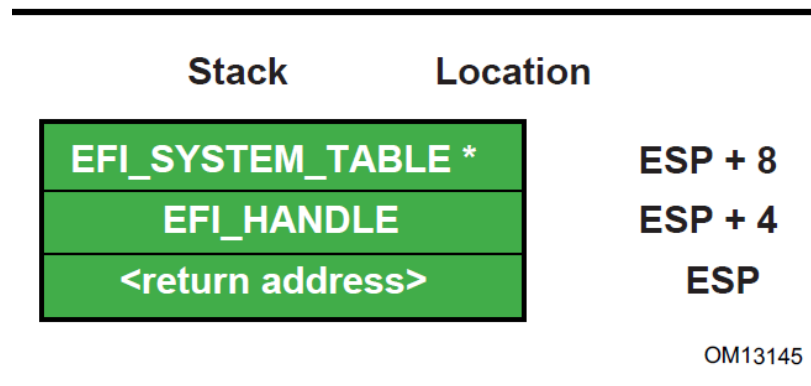 Stack Location
EFI_SYSTEM_TABLE * ESP + 8
EFI_HANDLE ESP + 4
<return address> ESP
OM13145